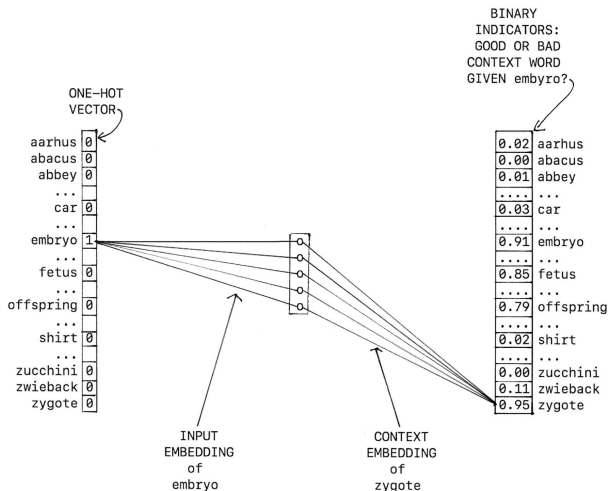 BINARY
INDICATORS:
GOOD OR BAD
CONTEXT WORD
GIVEN embyro?
ONE-HOT
VECTOR
aarhus 0
abacus 0
abbey 0
... ...
car 0
... ...
embryo 1
... ...
fetus 0
... ...
offspring 0
... ...
shirt 0
... ...
zucchini 0
zwieback 0
zygote 0
0.02 aarhus
0.00 abacus
0.01 abbey
.... ...
0.03 car
.... ...
0.91 embryo
.... ...
0.85 fetus
.... ...
0.79 offspring
.... ...
0.02 shirt
.... ...
0.00 zucchini
0.11 zwieback
0.95 zygote
INPUT
EMBEDDING
of
embryo
CONTEXT
EMBEDDING
of
zygote